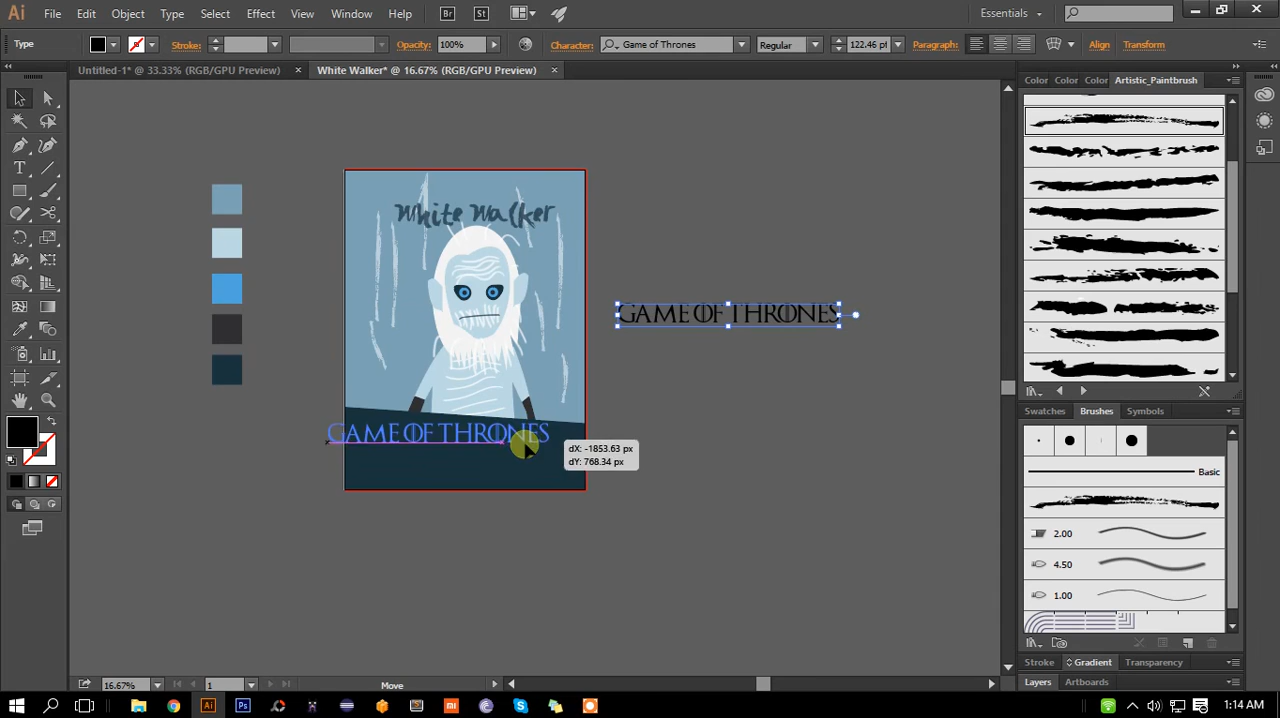 Ai File Edit Object Type Select Effect View Window Help Br St Essentials
Type Stroke: Opacity: 100% Character: Game of Thrones Regular 122.46 pt Paragraph: Align Transform
Untitled-1* @ 33.33% (RGB/GPU Preview) × White Walker* @ 16.67% (RGB/GPU Preview) ×
Color Color Color Artistic_Paintbrush
White Walker
GAME OF THRONES
GAME OF THRONES
dX: -1853.63 px
dY: 768.34 px
Swatches Brushes Symbols
Basic
2.00
4.50
1.00
Stroke Gradient Transparency
Layers Artboards
16.67% 1 Move
1:14 AM